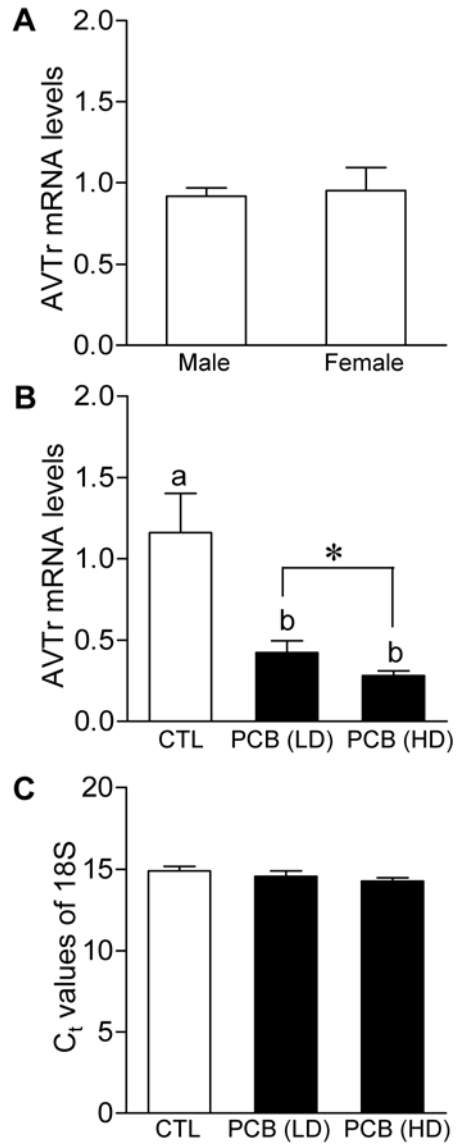 A
AVTr mRNA levels
2.0
1.5
1.0
0.5
0.0
Male Female
B
AVTr mRNA levels
2.0
1.5
1.0
0.5
0.0
a
*
b b
CTL PCB (LD) PCB (HD)
C
Ct values of 18S
20
15
10
5
0
CTL PCB (LD) PCB (HD)